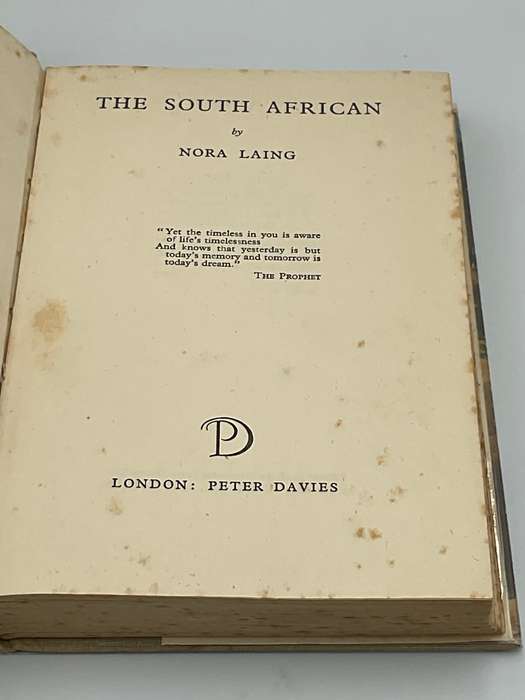 THE SOUTH AFRICAN
by
NORA LAING
"Yet the timeless in you is aware
of life's timelessness
And knows that yesterday is but
today's memory and tomorrow is
today's dream."
THE PROPHET
PD
LONDON: PETER DAVIES